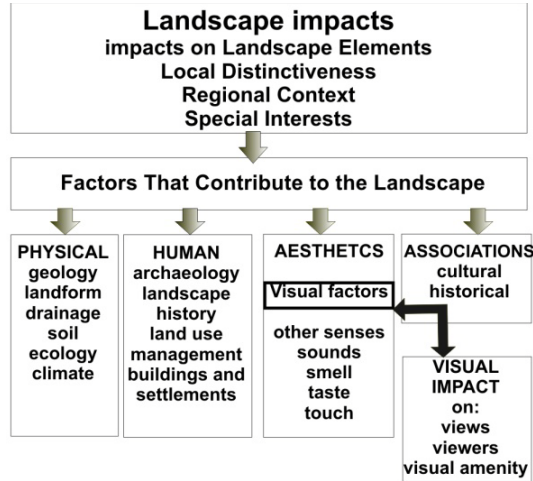 Landscape impacts
impacts on Landscape Elements
Local Distinctiveness
Regional Context
Special Interests
Factors That Contribute to the Landscape
PHYSICAL
geology
landform
drainage
soil
ecology
climate
HUMAN
archaeology
landscape
history
land use
management
buildings and
settlements
AESTHETCS
Visual factors
other senses
sounds
smell
taste
touch
ASSOCIATIONS
cultural
historical
VISUAL
IMPACT
on:
views
viewers
visual amenity